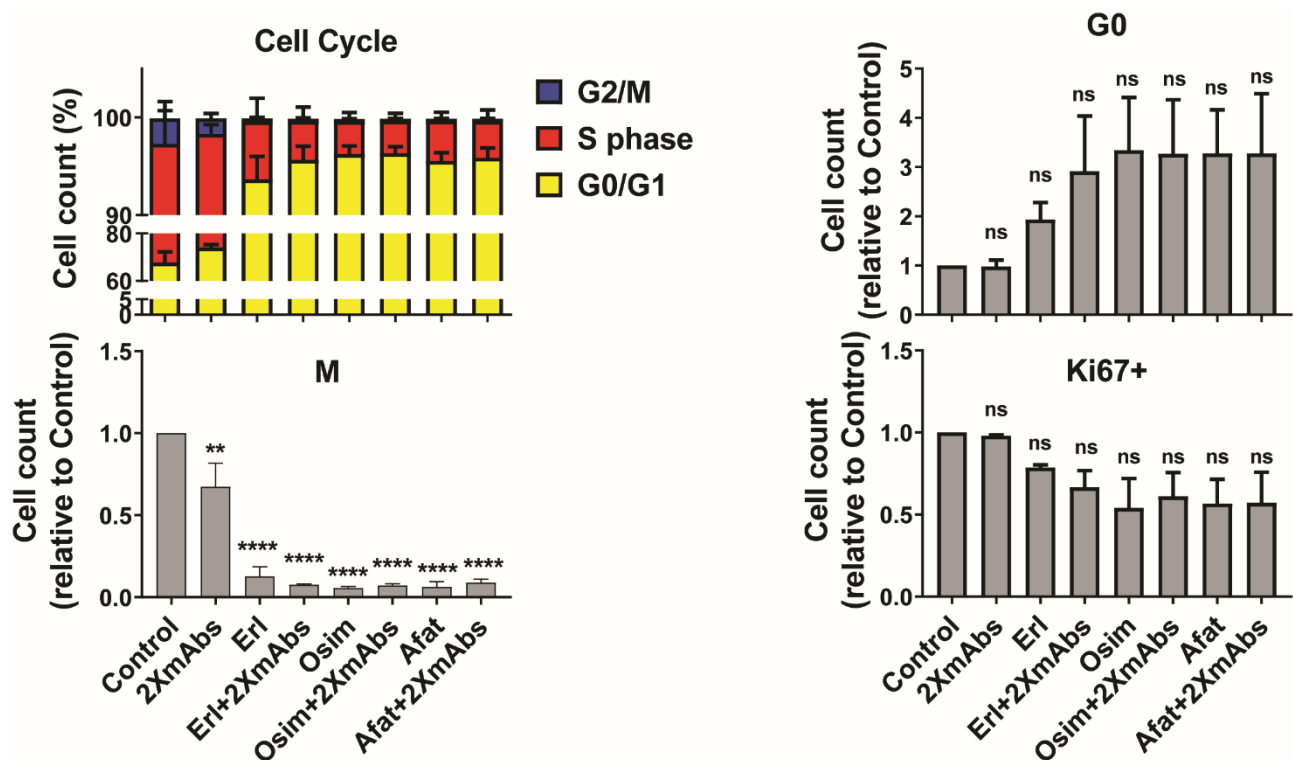 Cell Cycle
Cell count (%)
100
90
80
60
5
0
G2/M
S phase
G0/G1
G0
Cell count
(relative to Control)
5
4
3
2
1
0
ns
ns
ns
ns
ns
ns
ns
M
Cell count
(relative to Control)
1.5
1.0
0.5
0.0
**
****
****
****
****
****
****
Control
2XmAbs
Erl
Erl+2XmAbs
Osim
Osim+2XmAbs
Afat
Afat+2XmAbs
Ki67+
Cell count
(relative to Control)
1.5
1.0
0.5
0.0
ns
ns
ns
ns
ns
ns
ns
Control
2XmAbs
Erl
Erl+2XmAbs
Osim
Osim+2XmAbs
Afat
Afat+2XmAbs